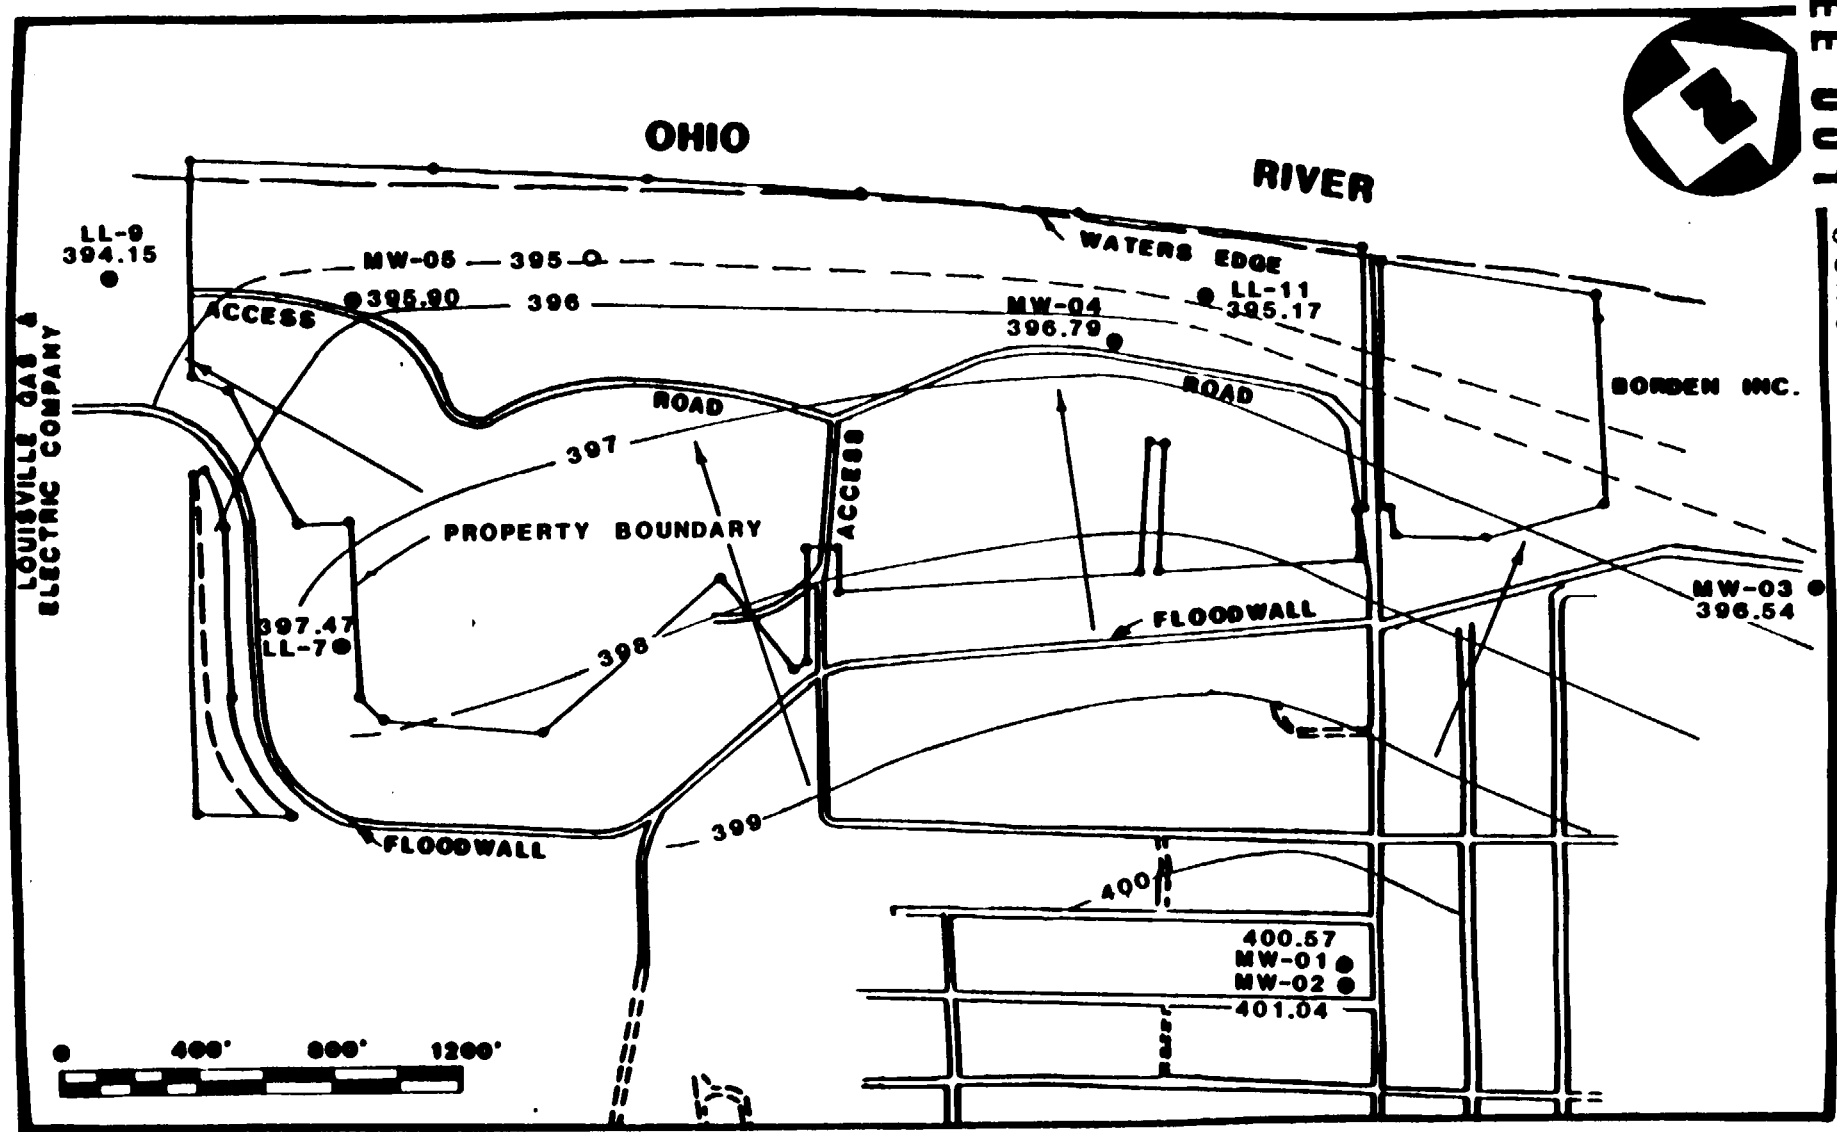 OHIO
RIVER
N
LL-9
394.15
MW-05
395
395.90
396
WATERS EDGE
LL-11
395.17
MW-04
396.79
ACCESS
ROAD
ROAD
BORDEN INC.
LOUISVILLE GAS &
ELECTRIC COMPANY
397
ACCESS
PROPERTY BOUNDARY
MW-03
396.54
FLOODWALL
397.47
LL-7
398
399
FLOODWALL
400
400.57
MW-01
MW-02
401.04
0 400' 800' 1200'